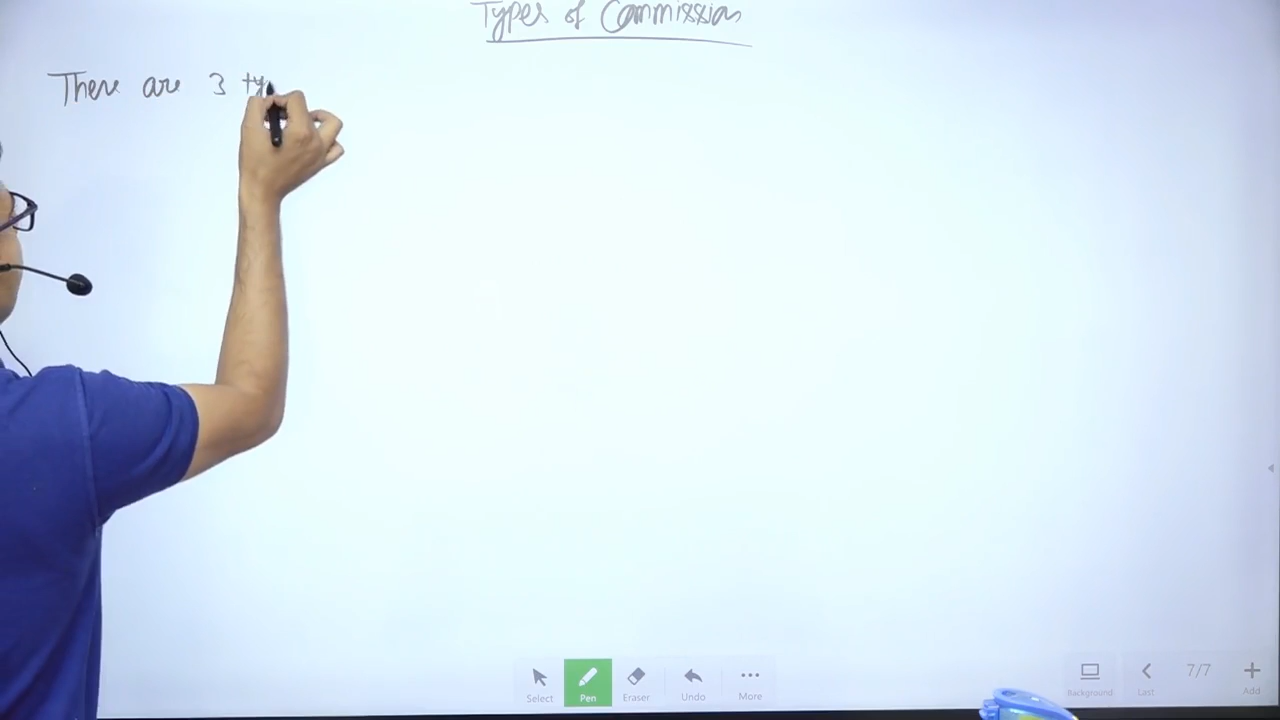 Types of Commission
There are 3 ty
Select
Pen
Eraser
Undo
More
Background
Last
7/7
Add